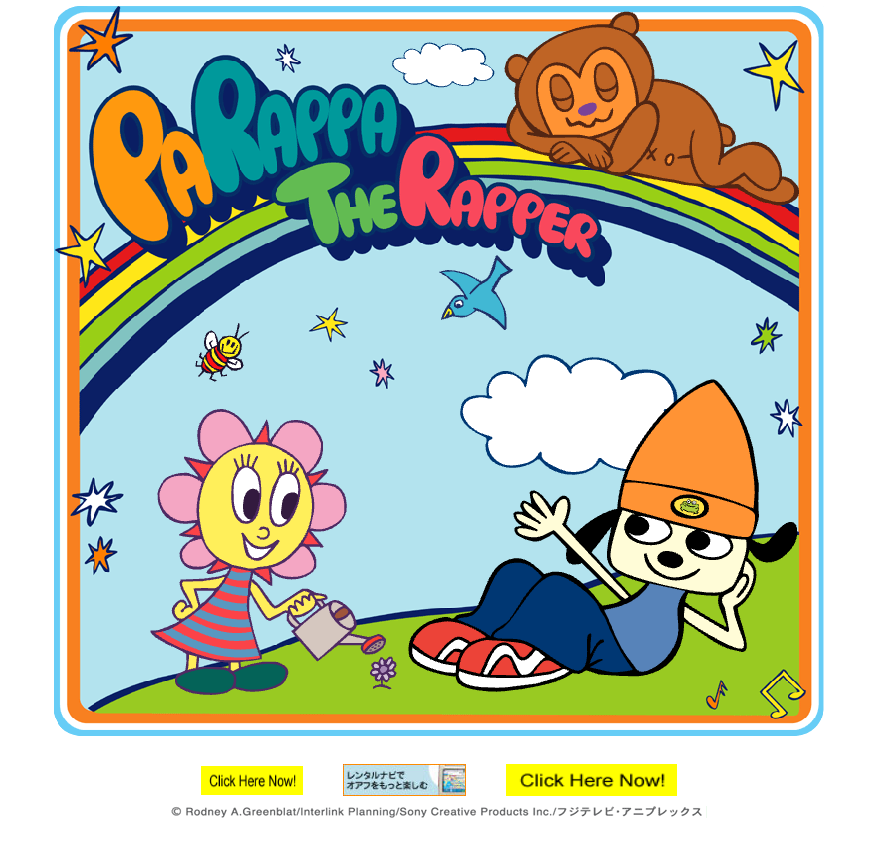 PARAPPA
THE RAPPER
Click Here Now!
レンタルナビで
オアフをもっと楽しむ
Click Here Now!
© Rodney A.Greenblat/Interlink Planning/Sony Creative Products Inc./フジテレビ・アニプレックス